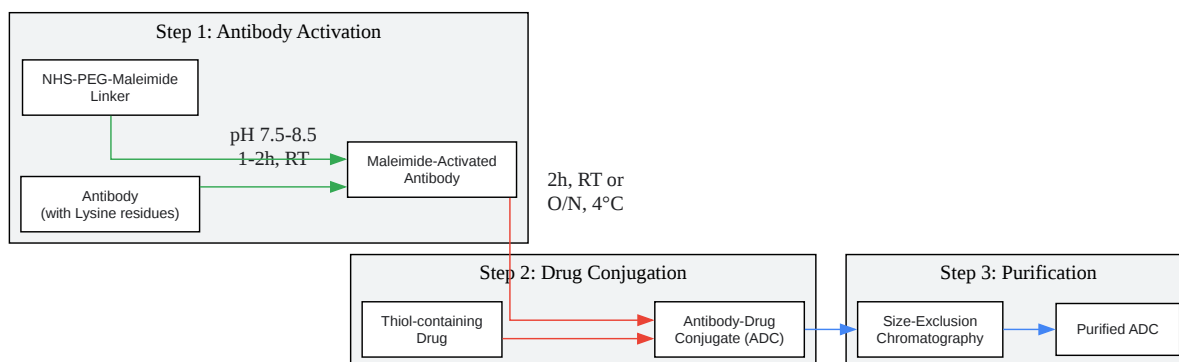 Step 1: Antibody Activation
NHS-PEG-Maleimide
Linker
pH 7.5-8.5
1-2h, RT
Maleimide-Activated
Antibody
Antibody
(with Lysine residues)
2h, RT or
O/N, 4°C
Step 2: Drug Conjugation
Thiol-containing
Drug
Antibody-Drug
Conjugate (ADC)
Step 3: Purification
Size-Exclusion
Chromatography
Purified ADC